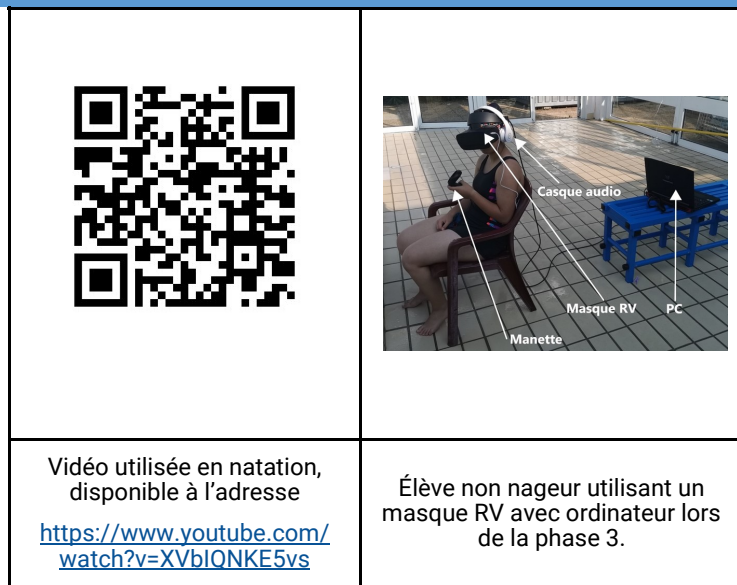 Casque audio
Masque RV
PC
Manette
Vidéo utilisée en natation,
disponible à l'adresse
https://www.youtube.com/
watch?v=XVbIQNKE5vs
Élève non nageur utilisant un
masque RV avec ordinateur lors
de la phase 3.